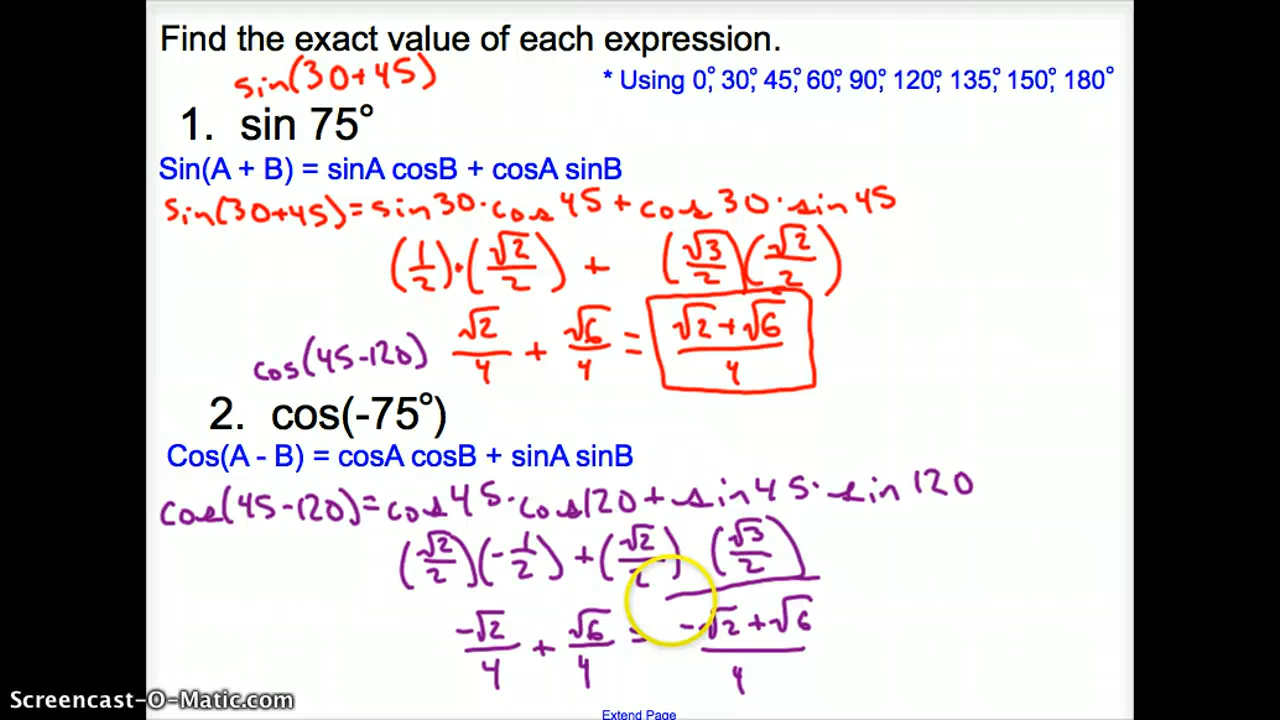 Find the exact value of each expression.
sin(30+45)
* Using 0°, 30°, 45°, 60°, 90°, 120°, 135°, 150°, 180°
1. sin 75°
Sin(A + B) = sinA cosB + cosA sinB
sin(30+45)=sin30·cos45+cos30·sin45
(1/2)·(√2/2) + (√3/2)(√2/2)
√2/4 + √6/4 = √2+√6/4
cos(45-120)
2. cos(-75°)
Cos(A - B) = cosA cosB + sinA sinB
cos(45-120)=cos45·cos120+sin45·sin120
(√2/2)(-1/2)+(√2/2)(√3/2)
-√2/4 + √6/4 = -√2+√6/4
Screencast-O-Matic.com
Extend Page